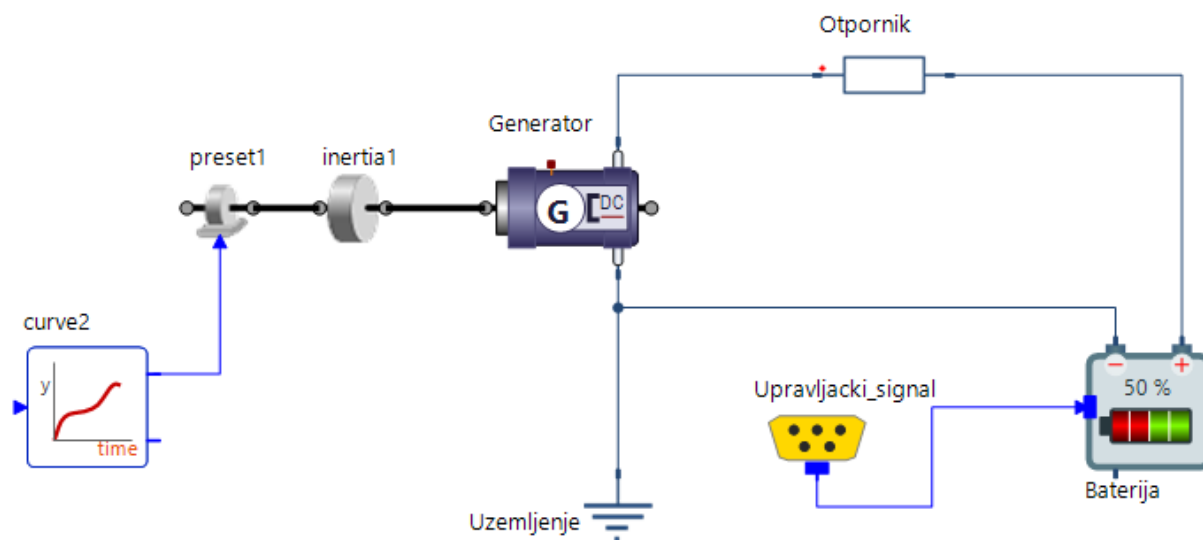 Otpornik
Generator
preset1
inertia1
G
DC
curve2
y
time
Upravljacki_signal
50 %
Baterija
Uzemljenje